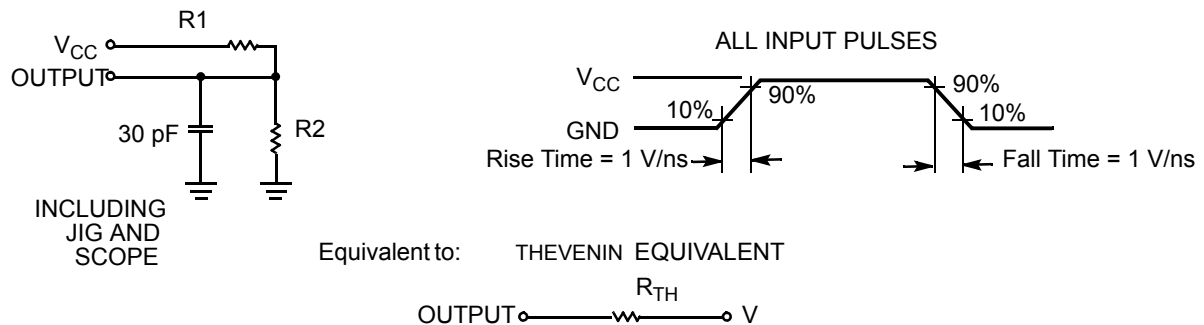 R1
VCC
OUTPUT
30 pF
R2
INCLUDING
JIG AND
SCOPE
ALL INPUT PULSES
VCC
GND
10%
90%
90%
10%
Rise Time = 1 V/ns
Fall Time = 1 V/ns
Equivalent to: THEVENIN EQUIVALENT
RTH
OUTPUT
V